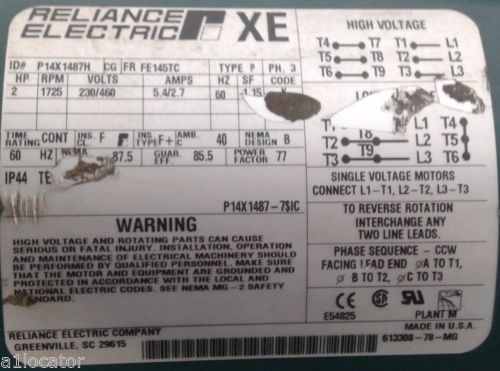 RELIANCE ELECTRIC XE
ID# P14X1487H CG FR FE145TC TYPE P PH. 3
HP RPM VOLTS AMPS HZ SF CODE
2 1725 230/460 5.4/2.7 60 1.15
TIME RATING CONT INS. CL. F INS. TYPE F+ AMB. C 40 NEMA DESIGN B
60 HZ NEMA 87.5 GUAR. EFF. 85.5 POWER FACTOR 77
IP44 TE
P14X1487-7$IC
WARNING
HIGH VOLTAGE AND ROTATING PARTS CAN CAUSE
SERIOUS OR FATAL INJURY. INSTALLATION, OPERATION
AND MAINTENANCE OF ELECTRICAL MACHINERY SHOULD
BE PERFORMED BY QUALIFIED PERSONNEL. MAKE SURE
THAT THE MOTOR AND EQUIPMENT ARE GROUNDED AND
PROTECTED IN ACCORDANCE WITH THE LOCAL AND
NATIONAL ELECTRIC CODES. SEE NEMA MG-2 SAFETY
STANDARD.
RELIANCE ELECTRIC COMPANY
GREENVILLE, SC 29615
HIGH VOLTAGE
T4 T7 T1 L1
T5 T8 T2 L2
T6 T9 T3 L3
L1 T4
T2 T8 L2 T5
T3 T9 L3 T6
SINGLE VOLTAGE MOTORS
CONNECT L1-T1, L2-T2, L3-T3
TO REVERSE ROTATION
INTERCHANGE ANY
TWO LINE LEADS.
PHASE SEQUENCE - CCW
FACING LEAD END ØA TO T1,
Ø B TO T2, Ø C TO T3
CE SA UL
E54825 PLANT M
MADE IN U.S.A.
613308-78-MG
allocator